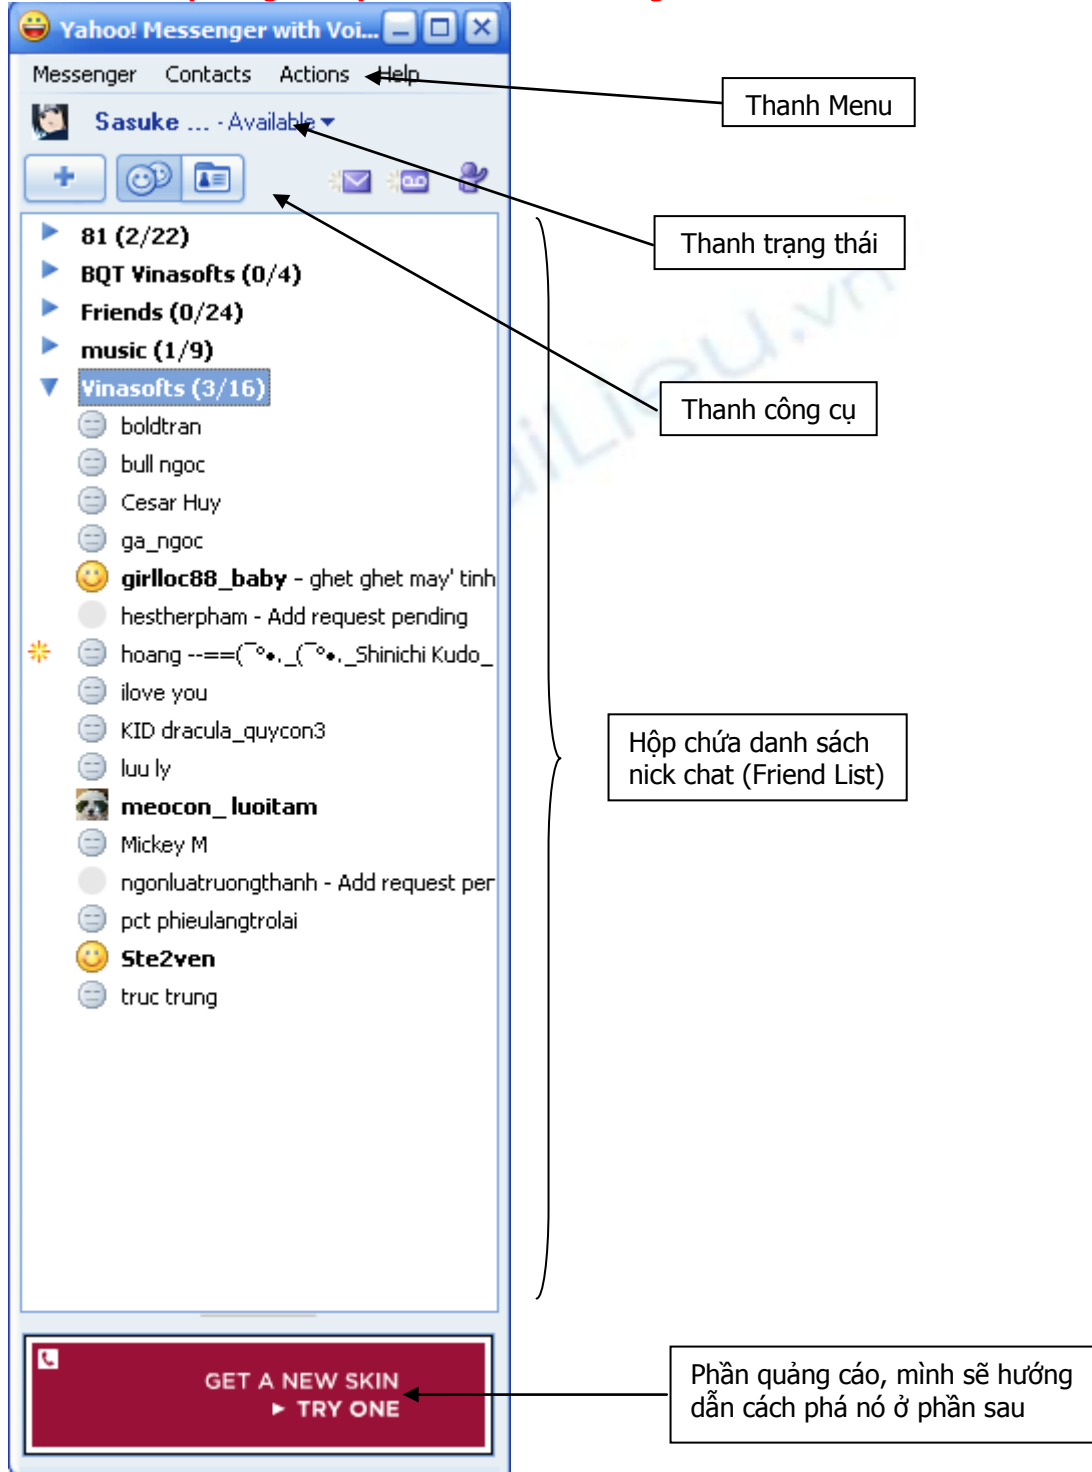 Yahoo! Messenger with Voi...
Messenger Contacts Actions Help
Thanh Menu
Sasuke ... - Available
Thanh trạng thái
81 (2/22)
BQT Vinasofts (0/4)
Friends (0/24)
music (1/9)
Vinasofts (3/16)
Thanh công cụ
boldtran
bull ngoc
Cesar Huy
ga_ngoc
girlloc88_baby - ghet ghet may' tinh
hestherpham - Add request pending
hoang --==(¯°•._(¯°•._Shinichi Kudo_
ilove you
KID dracula_quycon3
luu ly
meocon_luoitam
Mickey M
ngonluatruongthanh - Add request per
pct phieulangtrolai
Ste2ven
truc trung
Hộp chứa danh sách
nick chat (Friend List)
GET A NEW SKIN
► TRY ONE
Phần quảng cáo, mình sẽ hướng
dẫn cách phá nó ở phần sau